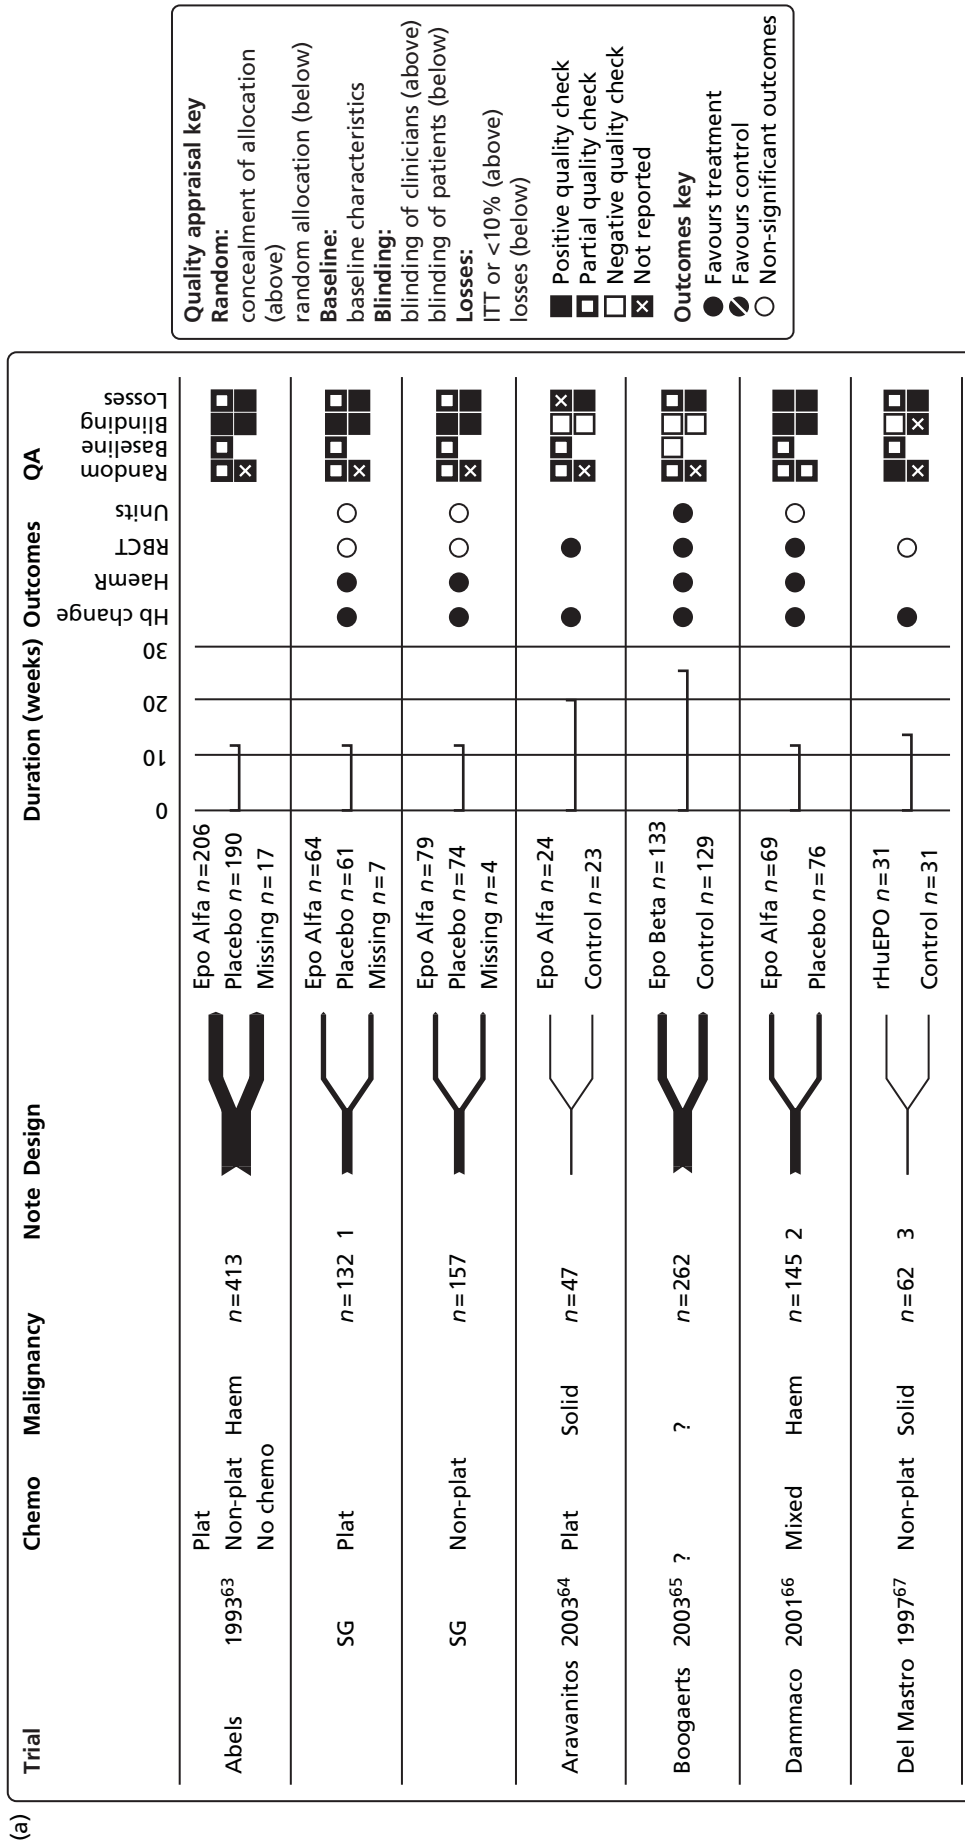 (a)
Trial Chemo Malignancy Note Design Duration (weeks) Outcomes QA
0 10 20 30 Hb change HaemR RBCT Units Random Baseline Blinding Losses
Plat Epo Alfa n=206
Abels 1993⁶³ Non-plat Haem n=413 Placebo n=190
No chemo Missing n=17
Epo Alfa n=64
SG Plat n=132 1 Placebo n=61
Missing n=7
Epo Alfa n=79
SG Non-plat n=157 Placebo n=74
Missing n=4
Epo Alfa n=24
Aravanitos 2003⁶⁴ Plat Solid n=47
Control n=23
Epo Beta n=133
Boogaerts 2003⁶⁵ ? ? n=262
Control n=129
Epo Alfa n=69
Dammaco 2001⁶⁶ Mixed Haem n=145 2
Placebo n=76
rHuEPO n=31
Del Mastro 1997⁶⁷ Non-plat Solid n=62 3
Control n=31
Quality appraisal key
Random:
concealment of allocation
(above)
random allocation (below)
Baseline:
baseline characteristics
Blinding:
blinding of clinicians (above)
blinding of patients (below)
Losses:
ITT or <10% (above)
losses (below)
Positive quality check
Partial quality check
Negative quality check
Not reported
Outcomes key
Favours treatment
Favours control
Non-significant outcomes